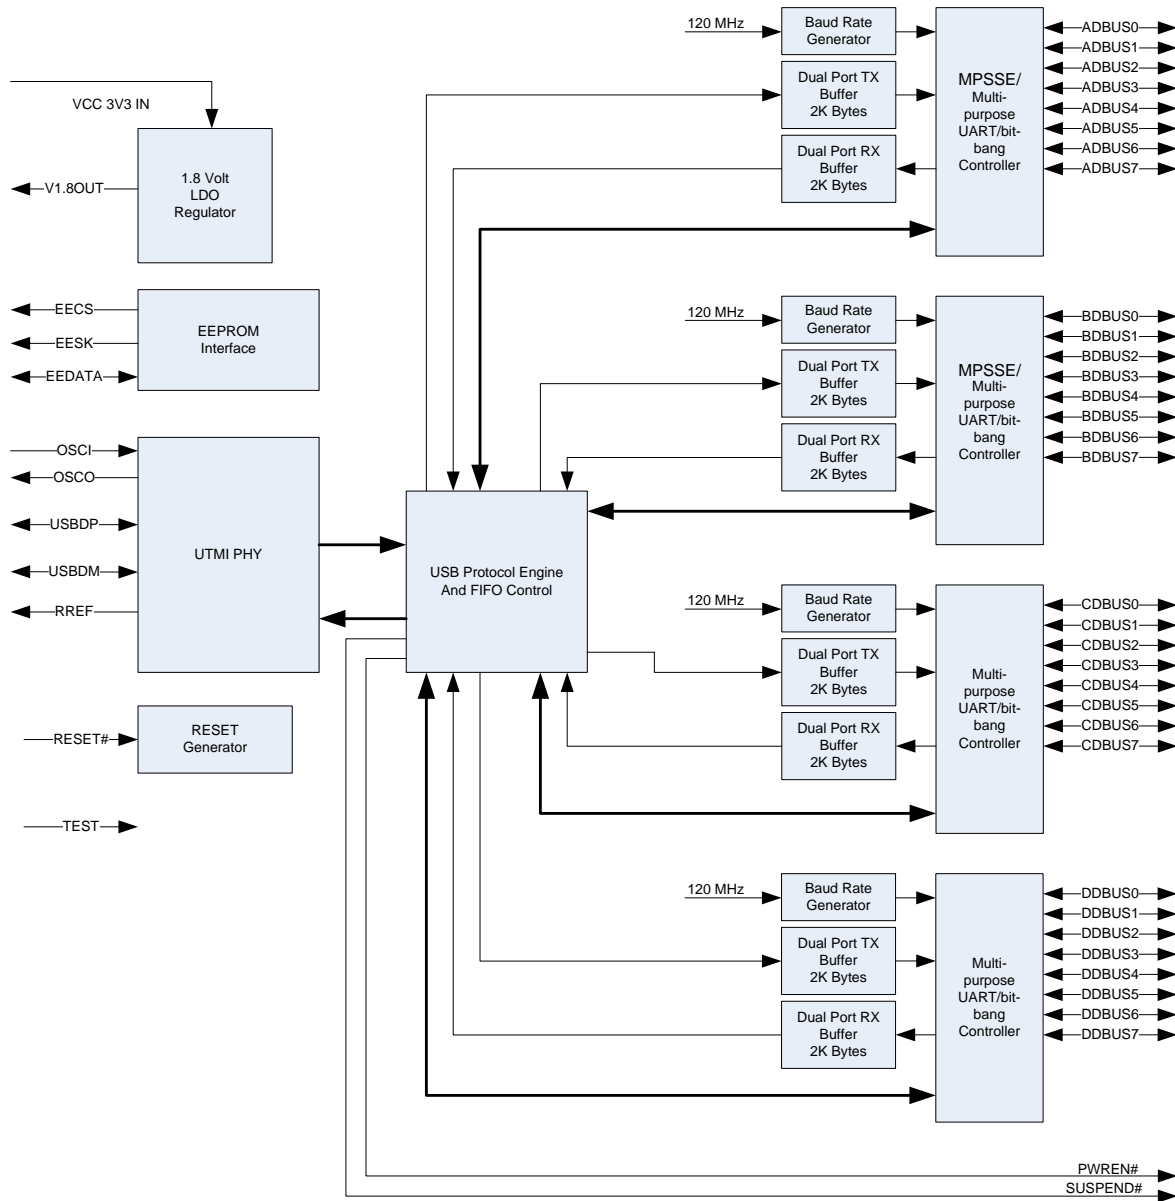 VCC 3V3 IN
1.8 Volt
LDO
Regulator
V1.8OUT
EECS
EESK
EEDATA
EEPROM
Interface
OSCI
OSCO
USBDP
USBDM
RREF
UTMI PHY
RESET#
RESET
Generator
TEST
USB Protocol Engine
And FIFO Control
120 MHz
Baud Rate
Generator
Dual Port TX
Buffer
2K Bytes
Dual Port RX
Buffer
2K Bytes
MPSSE/
Multi-
purpose
UART/bit-
bang
Controller
ADBUS0
ADBUS1
ADBUS2
ADBUS3
ADBUS4
ADBUS5
ADBUS6
ADBUS7
120 MHz
Baud Rate
Generator
Dual Port TX
Buffer
2K Bytes
Dual Port RX
Buffer
2K Bytes
MPSSE/
Multi-
purpose
UART/bit-
bang
Controller
BDBUS0
BDBUS1
BDBUS2
BDBUS3
BDBUS4
BDBUS5
BDBUS6
BDBUS7
120 MHz
Baud Rate
Generator
Dual Port TX
Buffer
2K Bytes
Dual Port RX
Buffer
2K Bytes
Multi-
purpose
UART/bit-
bang
Controller
CDBUS0
CDBUS1
CDBUS2
CDBUS3
CDBUS4
CDBUS5
CDBUS6
CDBUS7
120 MHz
Baud Rate
Generator
Dual Port TX
Buffer
2K Bytes
Dual Port RX
Buffer
2K Bytes
Multi-
purpose
UART/bit-
bang
Controller
DDBUS0
DDBUS1
DDBUS2
DDBUS3
DDBUS4
DDBUS5
DDBUS6
DDBUS7
PWREN#
SUSPEND#